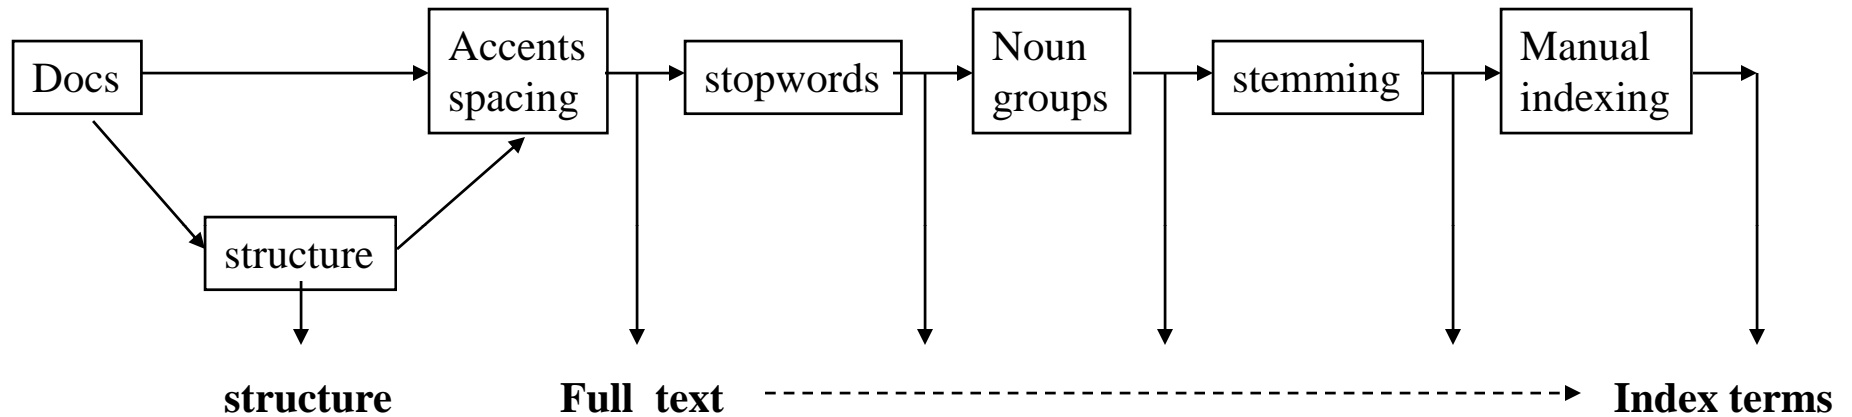 Docs
Accents
spacing
stopwords
Noun
groups
stemming
Manual
indexing
structure
structure
Full text
Index terms